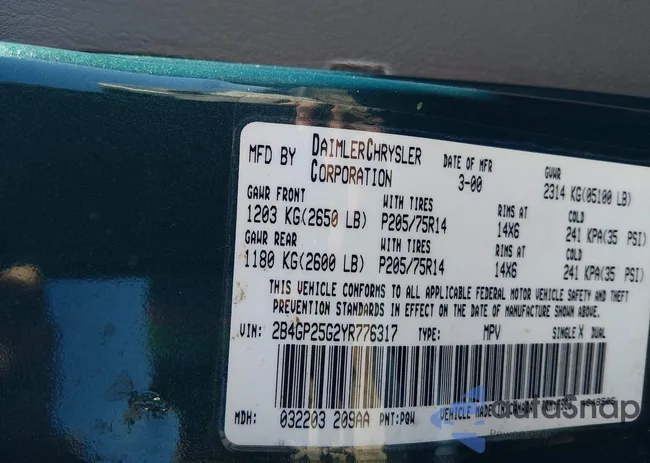 MFD BY DAIMLERCHRYSLER CORPORATION DATE OF MFR 3-00 GVWR 2314 KG(05100 LB)
GAWR FRONT WITH TIRES RIMS AT COLD
1203 KG(2650 LB) P205/75R14 14X6 241 KPA(35 PSI)
GAWR REAR WITH TIRES RIMS AT COLD
1180 KG(2600 LB) P205/75R14 14X6 241 KPA(35 PSI)
THIS VEHICLE CONFORMS TO ALL APPLICABLE FEDERAL MOTOR VEHICLE SAFETY AND THEFT
PREVENTION STANDARDS IN EFFECT ON THE DATE OF MANUFACTURE SHOWN ABOVE.
VIN: 2B4GP25G2YR776317 TYPE: MPV SINGLE X DUAL
MDH: 032203 209AA PNT:PGW VEHICLE MADE
autosnap